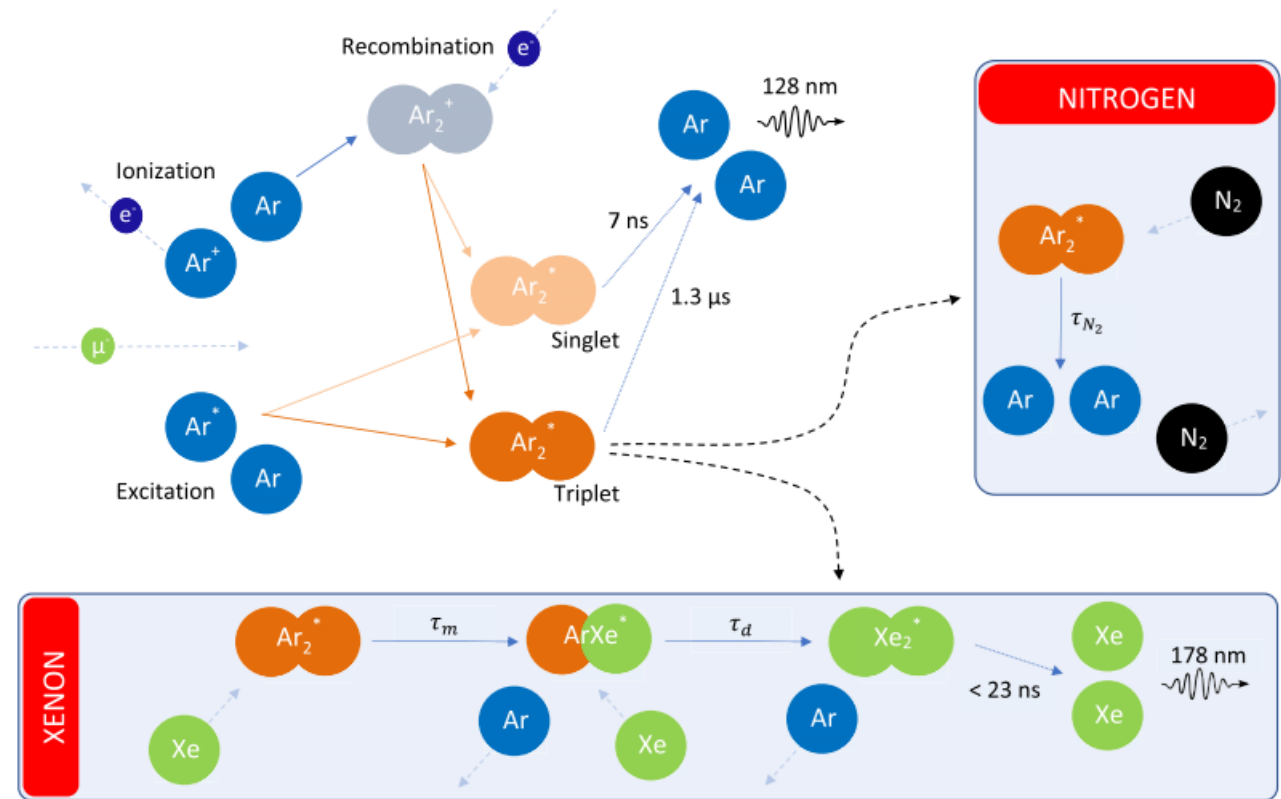 Recombination
e⁻
Ar₂⁺
128 nm
Ar
Ar
Ionization
e⁻
Ar
Ar⁺
7 ns
Ar₂*
Singlet
1.3 μs
μ⁻
Ar*
Ar
Excitation
Ar₂*
Triplet
NITROGEN
N₂
Ar₂*
τ_N₂
Ar
Ar
N₂
XENON
Ar₂*
τₘ
ArXe*
τ_d
Xe₂*
Xe
178 nm
< 23 ns
Xe
Xe
Ar
Xe
Ar